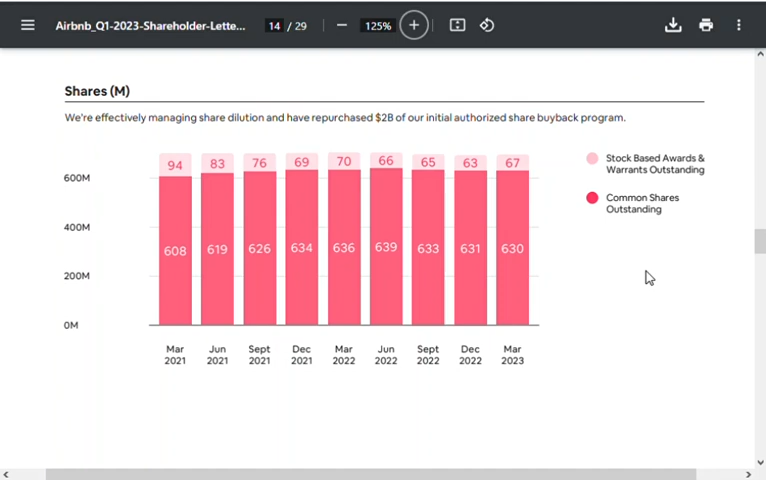 Airbnb_Q1-2023-Shareholder-Lette... 14 / 29 125%
Shares (M)
We're effectively managing share dilution and have repurchased $2B of our initial authorized share buyback program.
94 83 76 69 70 66 65 63 67
Stock Based Awards &
Warrants Outstanding
600M
Common Shares
Outstanding
400M
608 619 626 634 636 639 633 631 630
200M
0M
Mar Jun Sept Dec Mar Jun Sept Dec Mar
2021 2021 2021 2021 2022 2022 2022 2022 2023